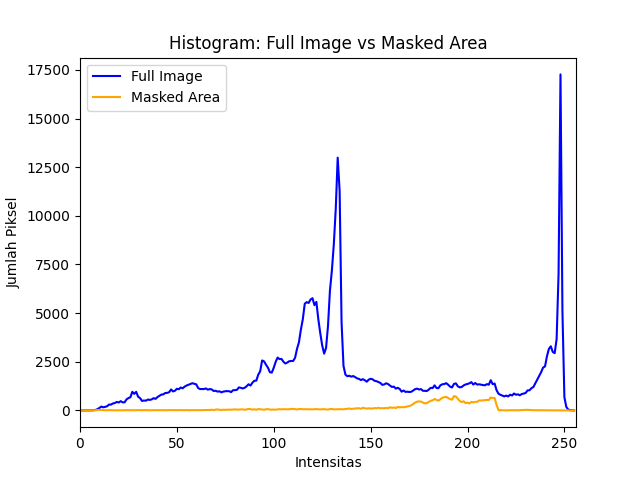 Histogram: Full Image vs Masked Area
Full Image
Masked Area
17500
15000
12500
10000
7500
5000
2500
0
Jumlah Piksel
0 50 100 150 200 250
Intensitas